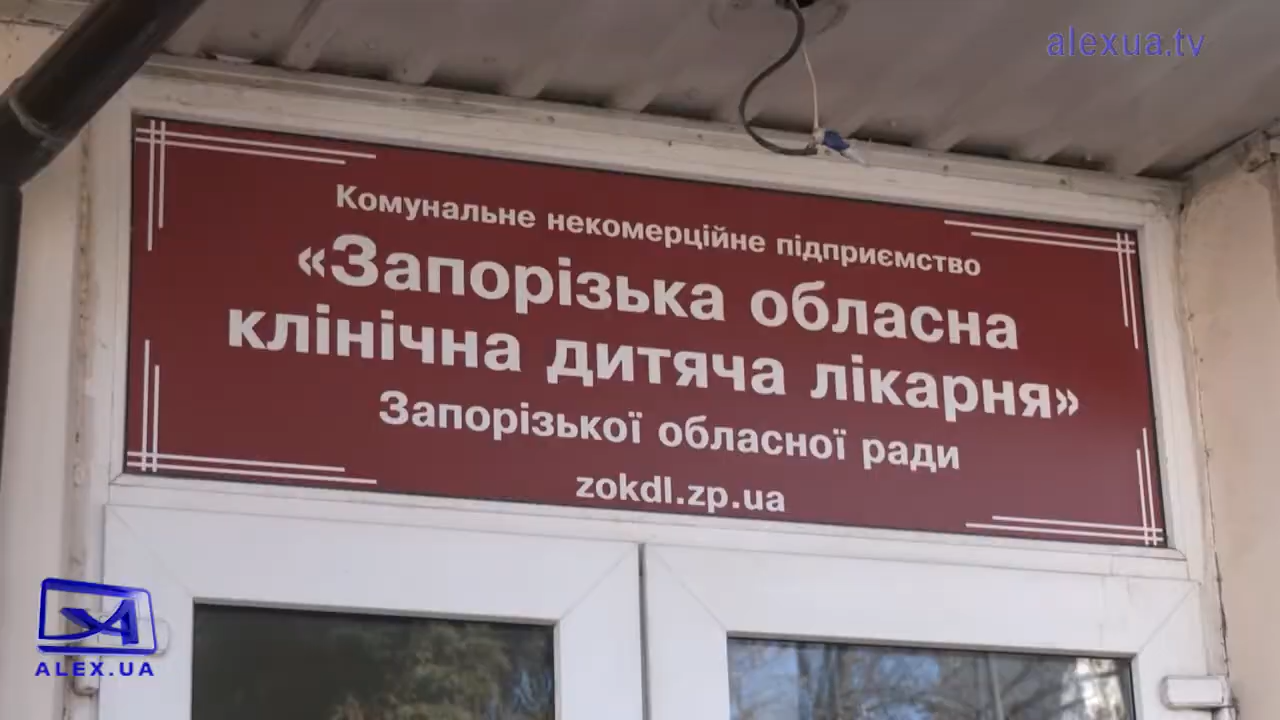 alexua.tv
Комунальне некомерційне підприємство
«Запорізька обласна
клінічна дитяча лікарня»
Запорізької обласної ради
zokdl.zp.ua
ALEX.UA